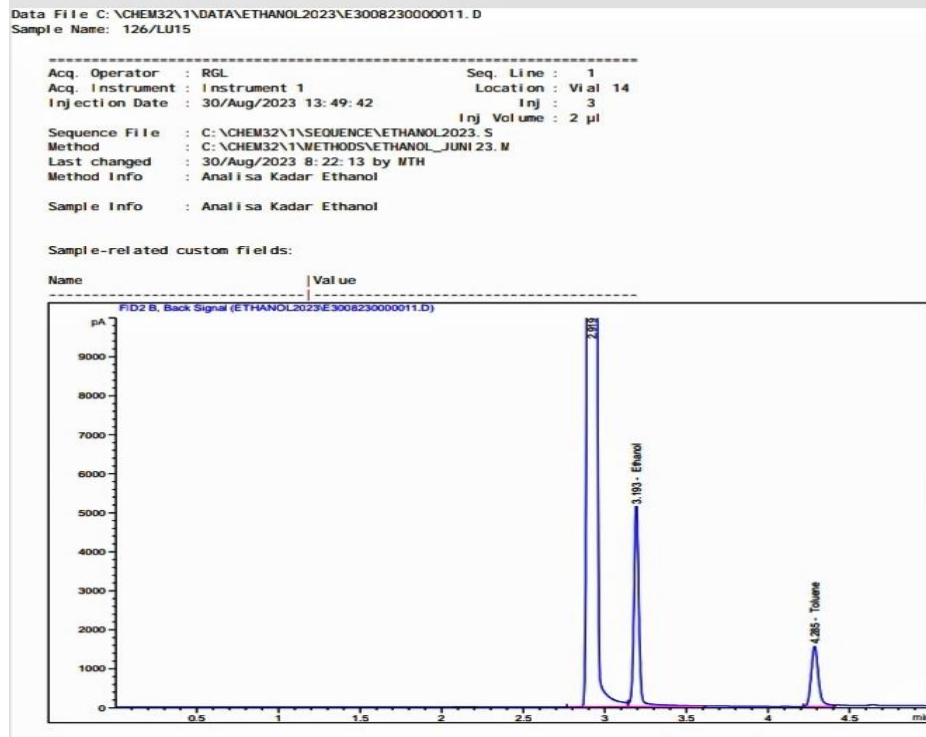 Data File C:\CHEM32\1\DATA\ETHANOL2023\E3008230000011.D
Sample Name: 126/LU15
==================================================================
Acq. Operator : RGL Seq. Line : 1
Acq. Instrument : Instrument 1 Location : Vial 14
Injection Date : 30/Aug/2023 13:49:42 Inj : 3
Inj Volume : 2 µl
Sequence File : C:\CHEM32\1\SEQUENCE\ETHANOL2023.S
Method : C:\CHEM32\1\METHODS\ETHANOL_JUNI23.M
Last changed : 30/Aug/2023 8:22:13 by MTH
Method Info : Analisa Kadar Ethanol
Sample Info : Analisa Kadar Ethanol
Sample-related custom fields:
Name |Value
FID2 B, Back Signal (ETHANOL2023\E3008230000011.D)
pA
2.919
9000
8000
7000
3.193 - Ethanol
6000
5000
4000
3000
4.285 - Toluene
2000
1000
0
0.5 1 1.5 2 2.5 3 3.5 4 4.5 min